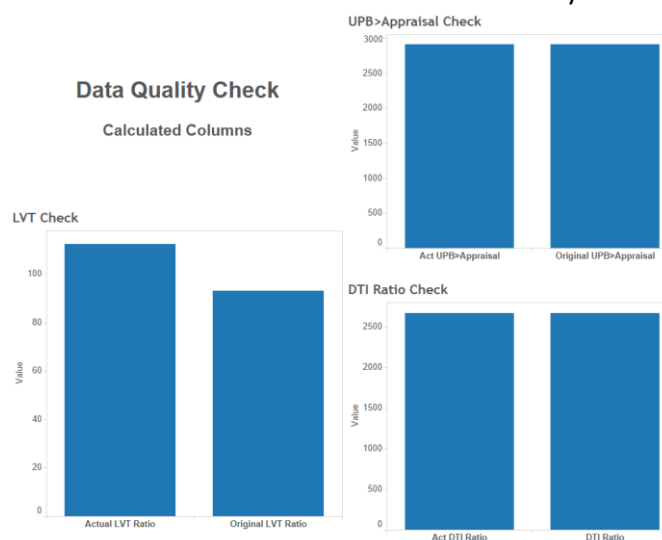 Data Quality Check
Calculated Columns
UPB>Appraisal Check
3000
2500
2000
1500
1000
500
0
Value
Act UPB>Appraisal
Original UPB>Appraisal
LVT Check
100
80
60
40
20
0
Value
Actual LVT Ratio
Original LVT Ratio
DTI Ratio Check
2500
2000
1500
1000
500
0
Value
Act DTI Ratio
DTI Ratio